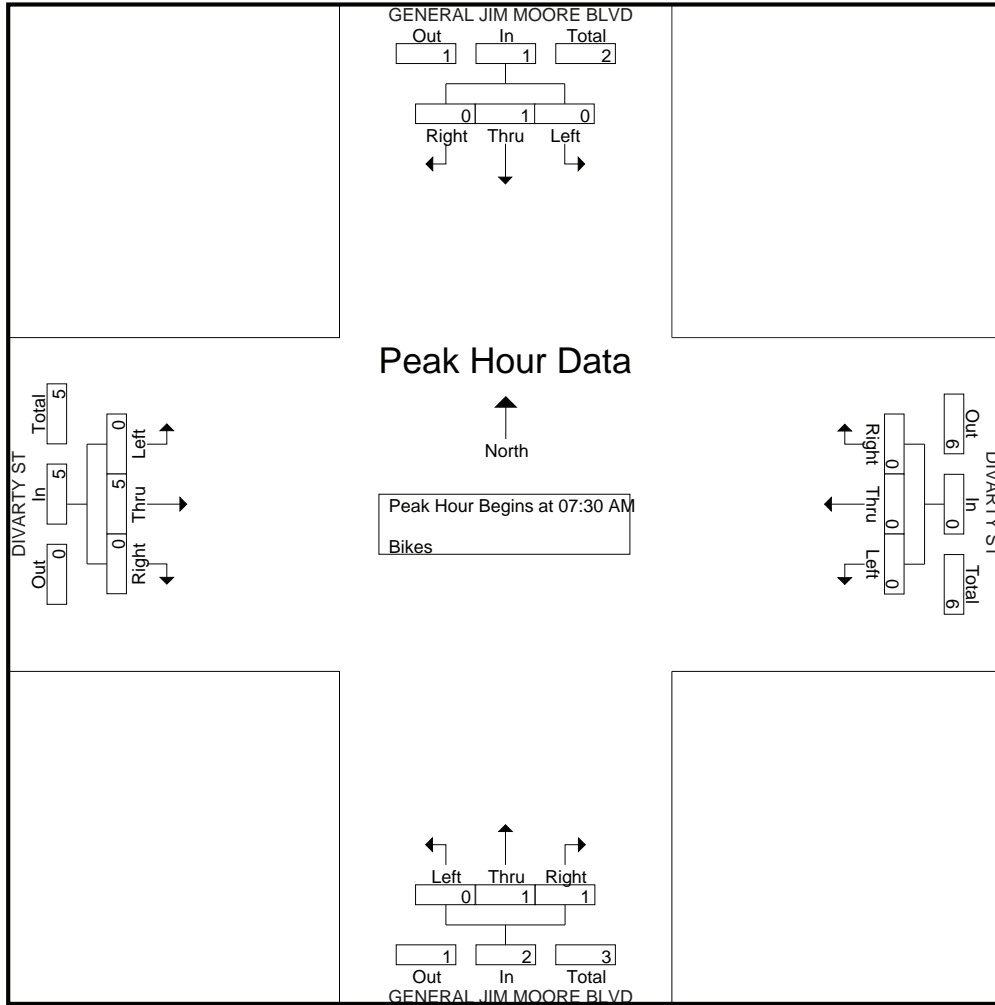 GENERAL JIM MOORE BLVD
Out In Total
1 1 2
0 1 0
Right Thru Left
Peak Hour Data
North
Peak Hour Begins at 07:30 AM
Bikes
DIVARTY ST
Total In Out
5 5 0
0 5 0
Left Thru Right
DIVARTY ST
Out In Total
6 0 6
0 0 0
Right Thru Left
Left Thru Right
0 1 1
1 2 3
Out In Total
GENERAL JIM MOORE BLVD